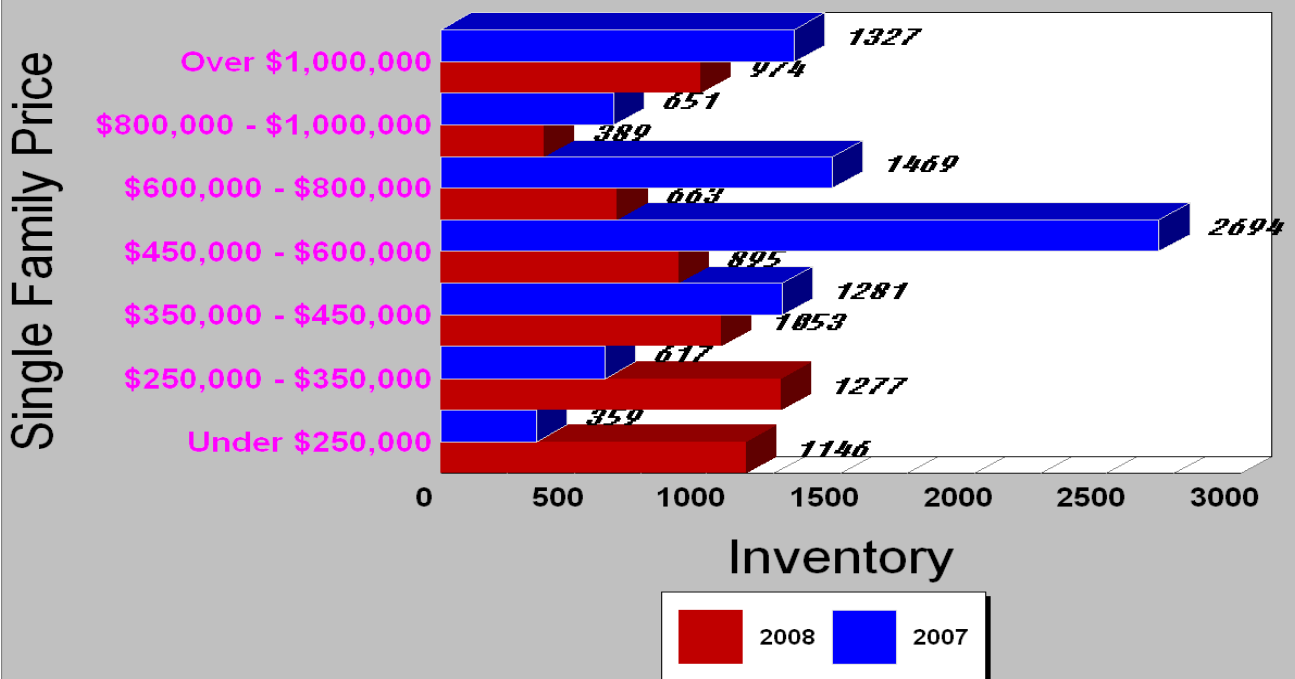 Single Family Price
Over $1,000,000
1327
974
$800,000 - $1,000,000
651
389
$600,000 - $800,000
1469
663
$450,000 - $600,000
2694
895
$350,000 - $450,000
1281
1053
$250,000 - $350,000
617
1277
Under $250,000
359
1146
0 500 1000 1500 2000 2500 3000
Inventory
2008 2007